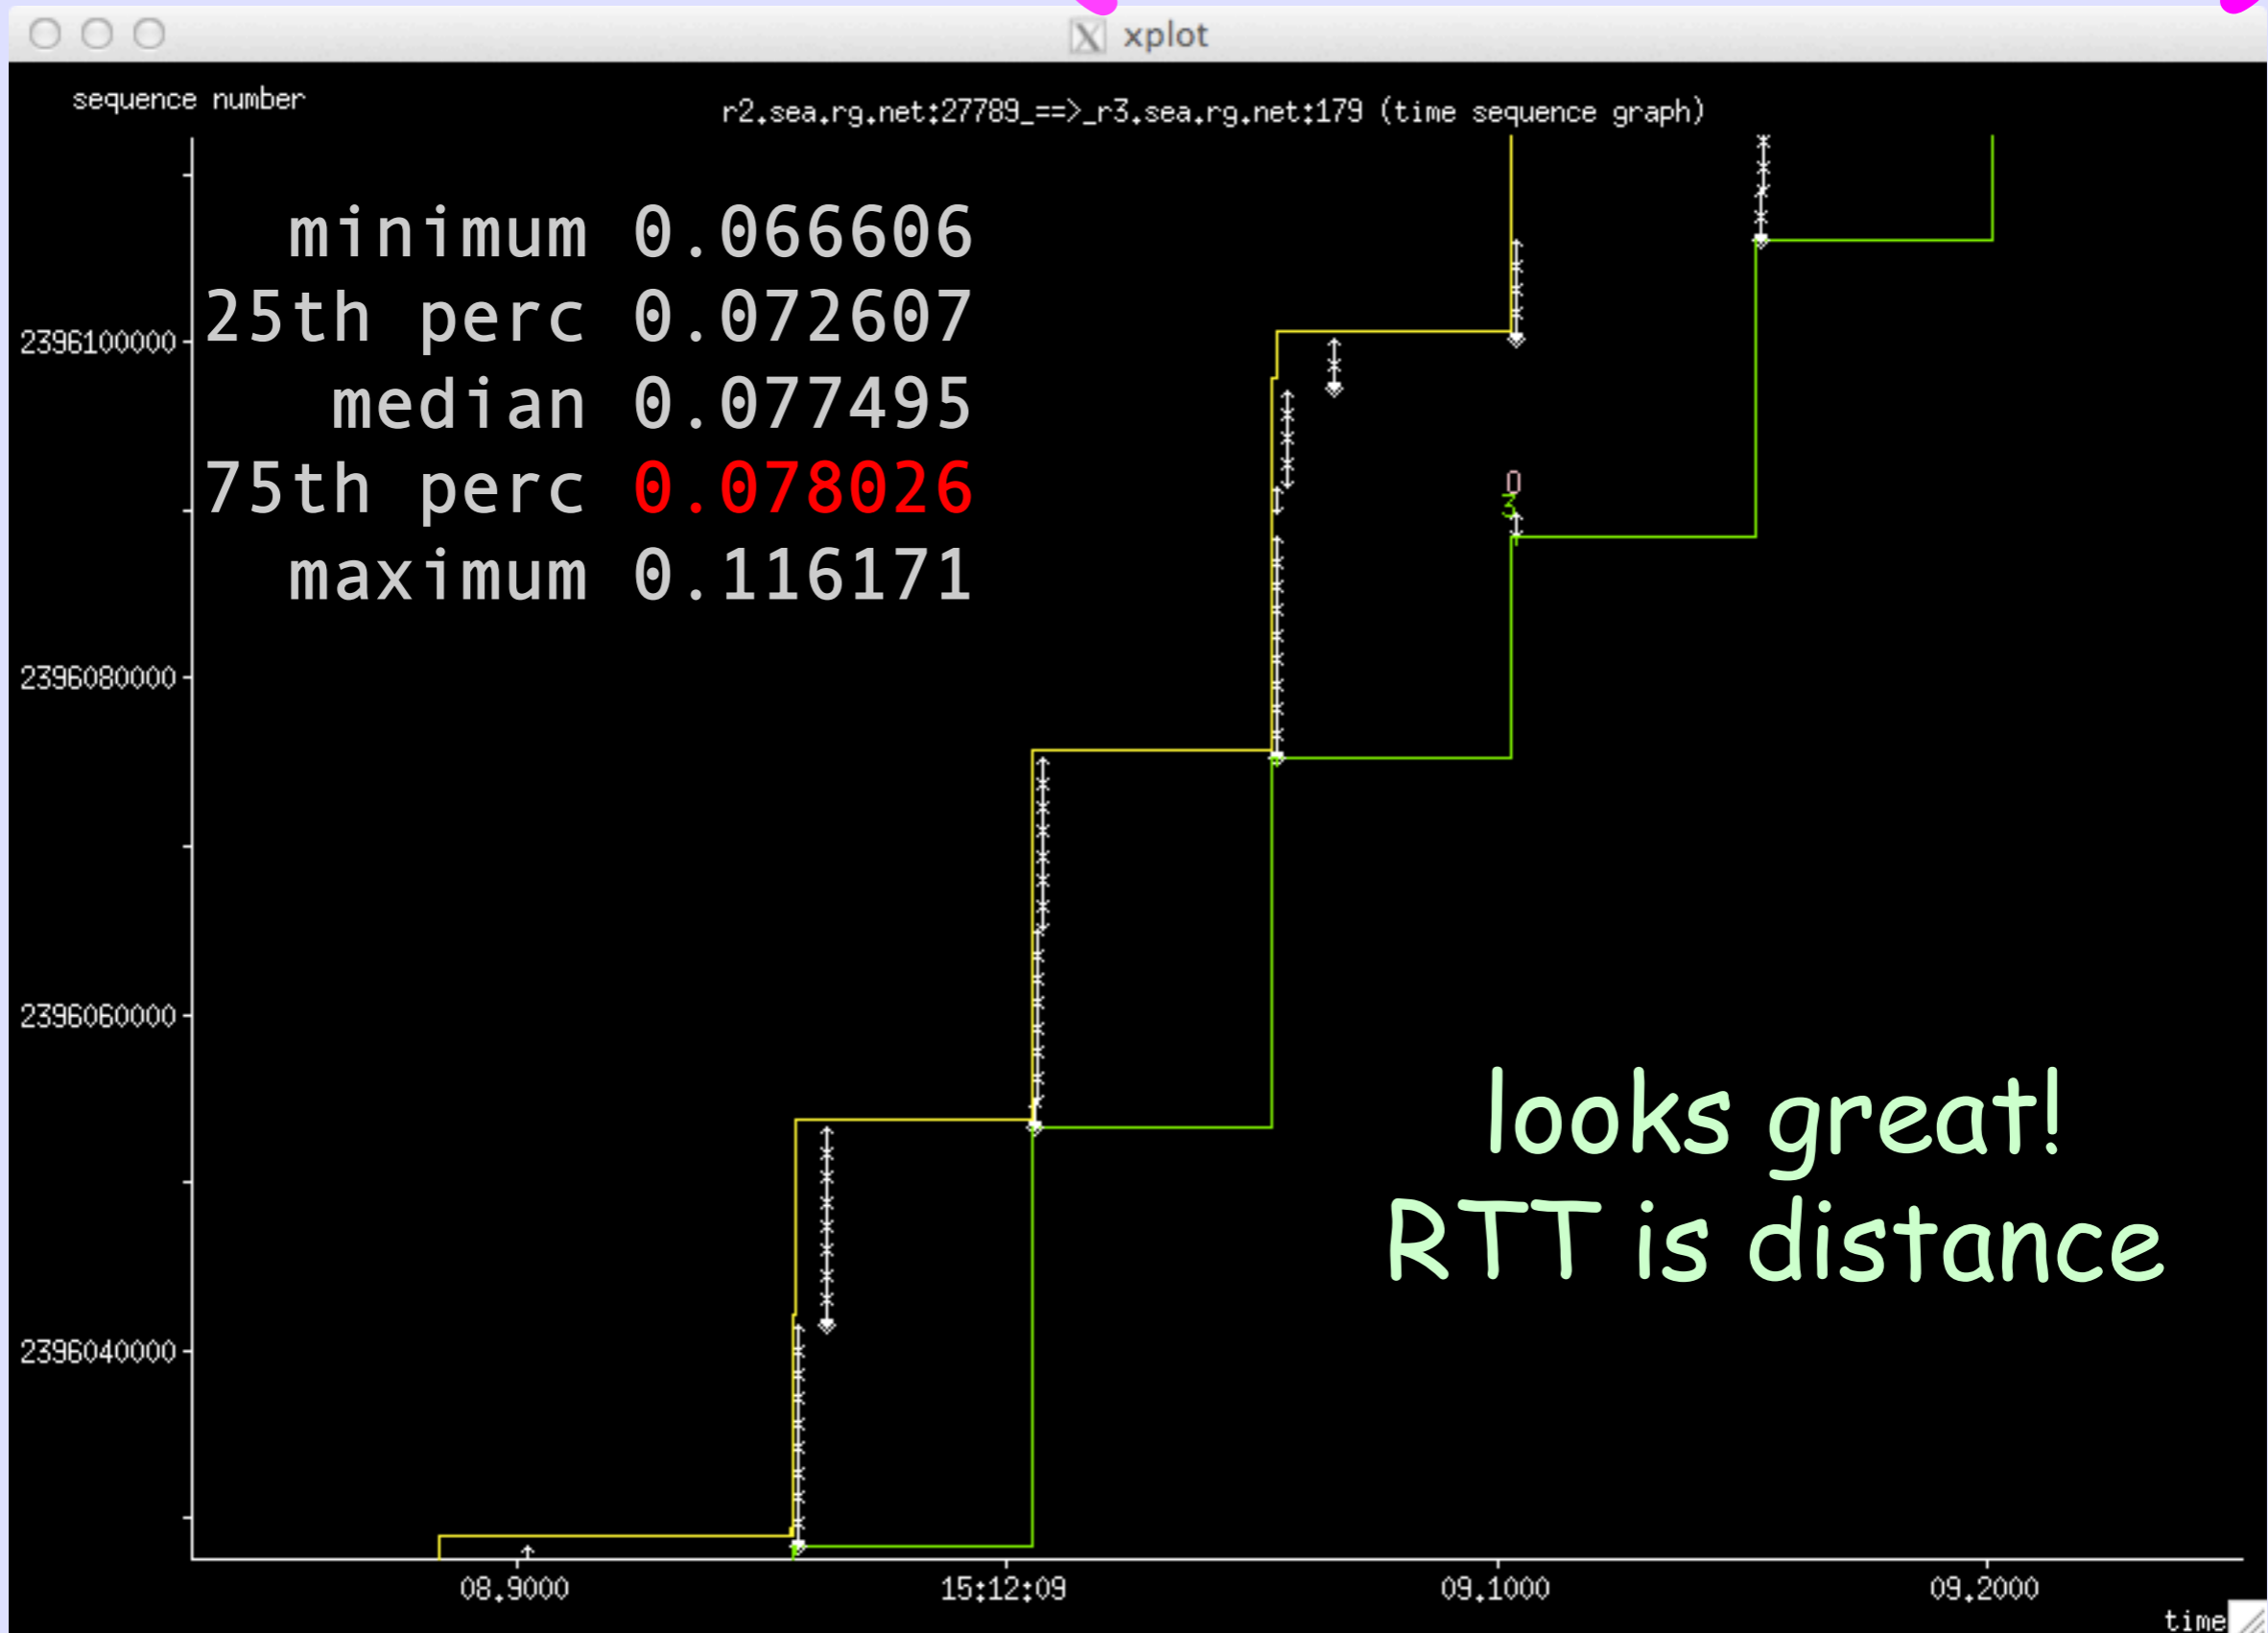 xplot
sequence number
r2.sea.rg.net:27789_==>_r3.sea.rg.net:179 (time sequence graph)
minimum 0.066606
25th perc 0.072607
median 0.077495
75th perc 0.078026
maximum 0.116171
2396100000
2396080000
2396060000
2396040000
0
3
looks great!
RTT is distance
08.9000
15:12:09
09.1000
09.2000
time